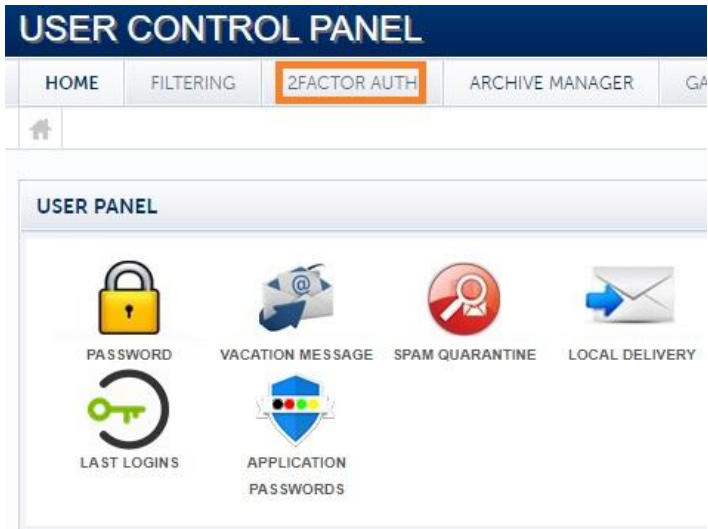 USER CONTROL PANEL
HOME FILTERING 2FACTOR AUTH ARCHIVE MANAGER GA
USER PANEL
PASSWORD VACATION MESSAGE SPAM QUARANTINE LOCAL DELIVERY
LAST LOGINS APPLICATION
PASSWORDS